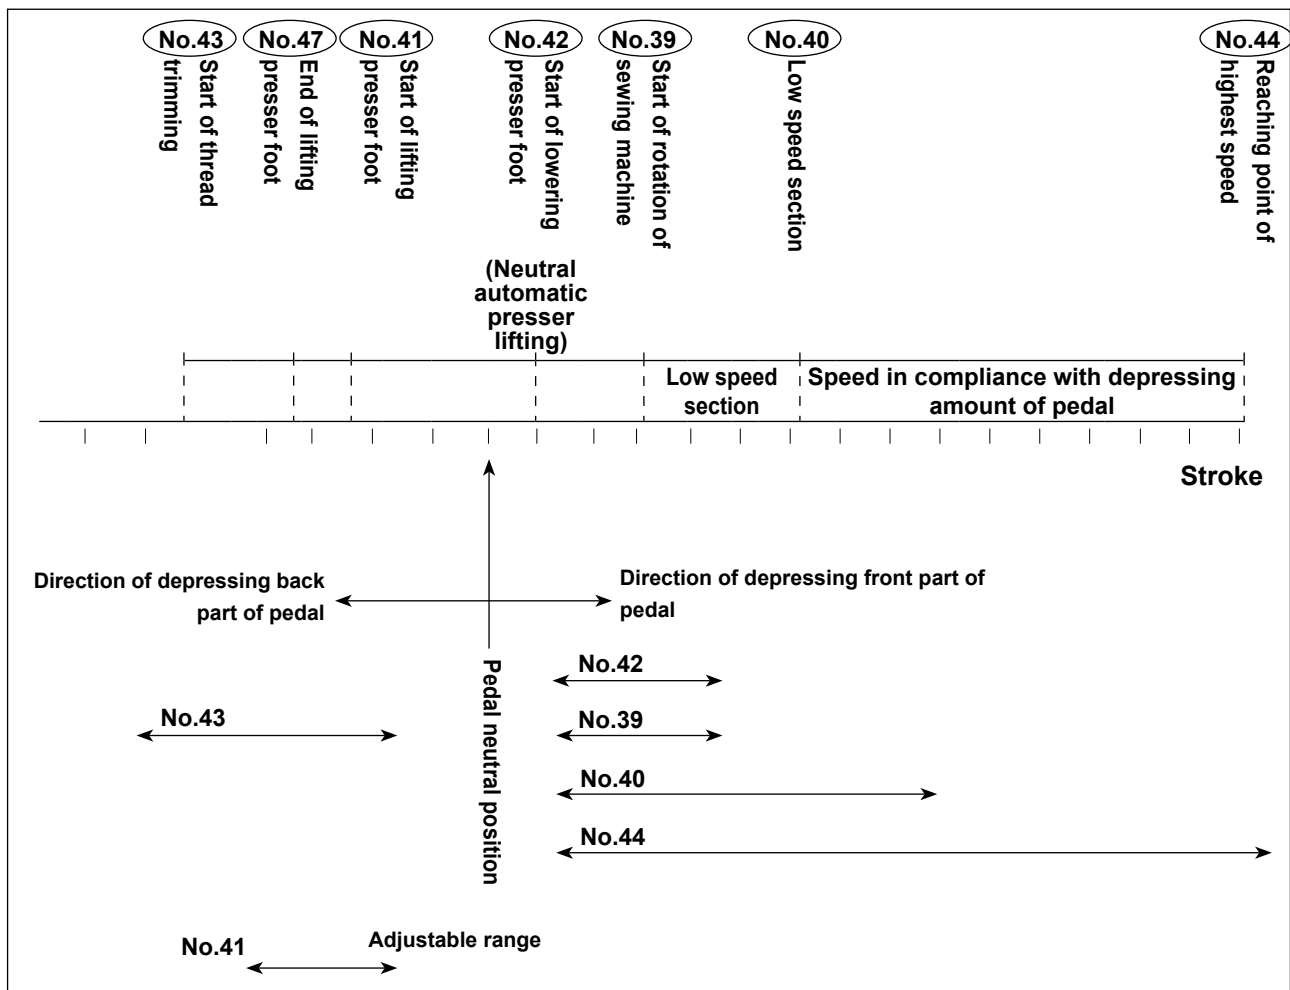 No.43
No.47
No.41
No.42
No.39
No.40
No.44
Start of thread
trimming
End of lifting
presser foot
Start of lifting
presser foot
Start of lowering
presser foot
Start of rotation of
sewing machine
Low speed section
Reaching point of
highest speed
(Neutral
automatic
presser
lifting)
Low speed
section
Speed in compliance with depressing
amount of pedal
Stroke
Direction of depressing back
part of pedal
Direction of depressing front part of
pedal
Pedal neutral position
No.42
No.43
No.39
No.40
No.44
No.41
Adjustable range